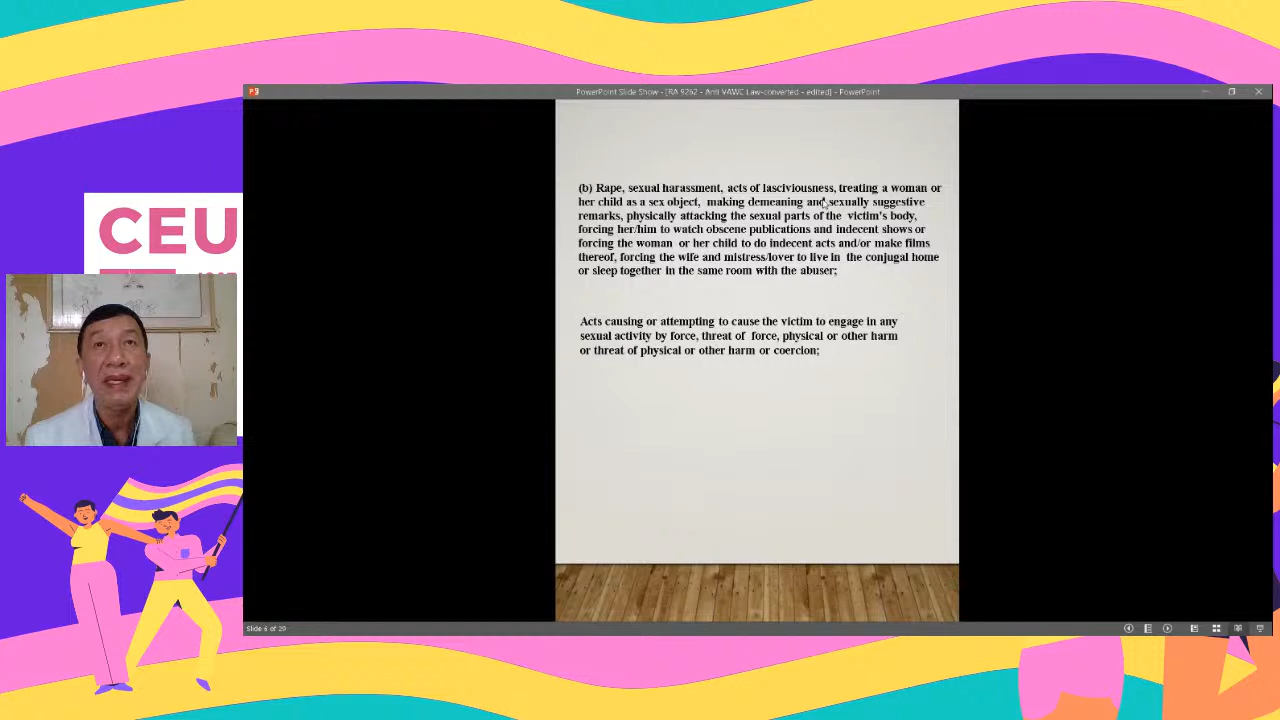 PowerPoint Slide Show - [RA 9262 - Anti VAWC Law-converted - edited] - PowerPoint
CEU
(b) Rape, sexual harassment, acts of lasciviousness, treating a woman or
her child as a sex object, making demeaning and sexually suggestive
remarks, physically attacking the sexual parts of the victim's body,
forcing her/him to watch obscene publications and indecent shows or
forcing the woman or her child to do indecent acts and/or make films
thereof, forcing the wife and mistress/lover to live in the conjugal home
or sleep together in the same room with the abuser;
Acts causing or attempting to cause the victim to engage in any
sexual activity by force, threat of force, physical or other harm
or threat of physical or other harm or coercion;
Slide 6 of 29